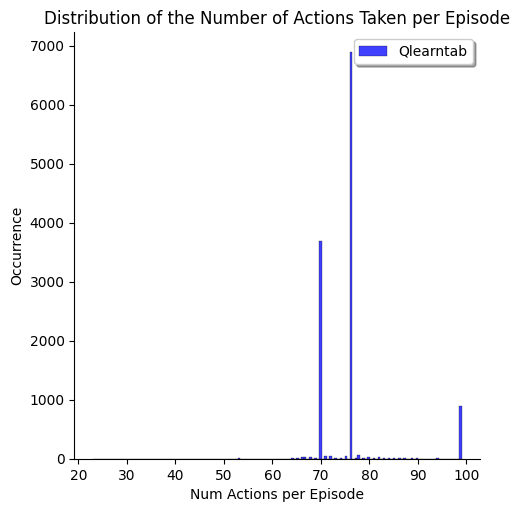 Distribution of the Number of Actions Taken per Episode
Qlearntab
7000
6000
5000
4000
3000
2000
1000
0
Occurrence
20 30 40 50 60 70 80 90 100
Num Actions per Episode